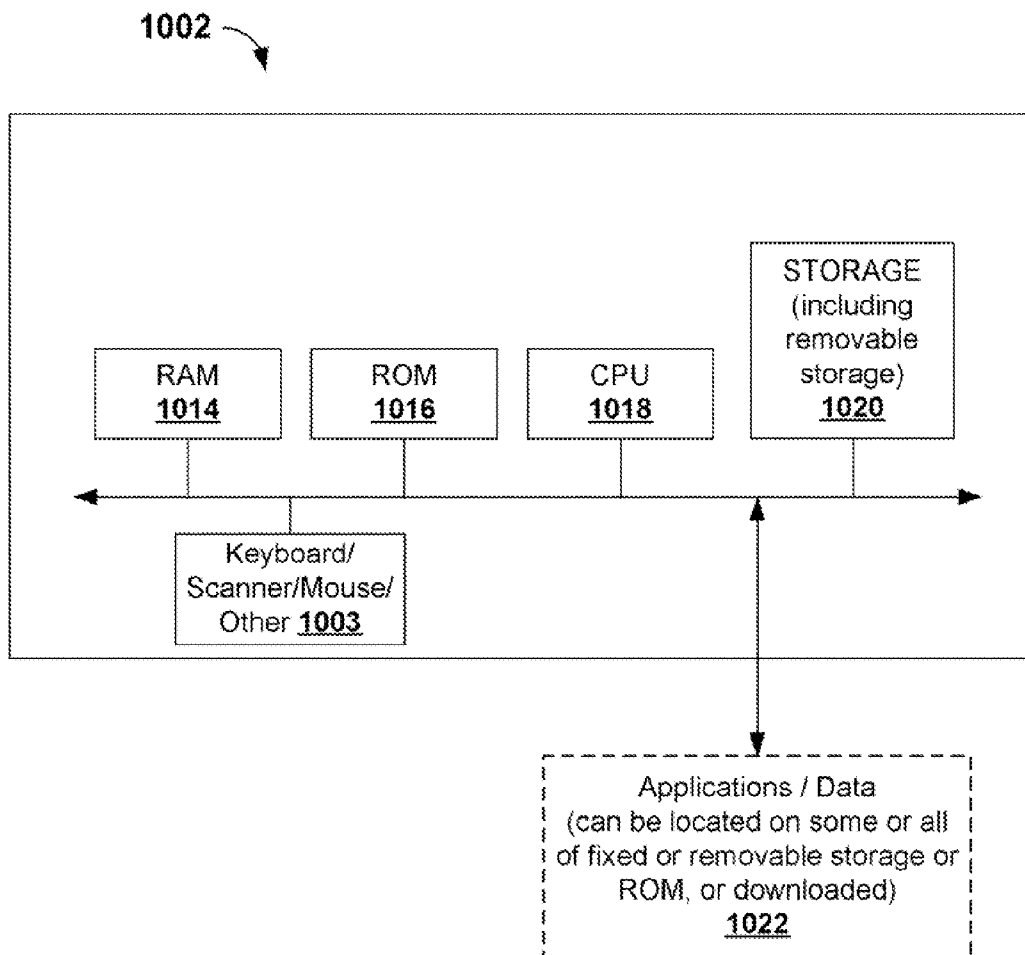 1002
STORAGE
(including
removable
storage)
1020
RAM
1014
ROM
1016
CPU
1018
Keyboard/
Scanner/Mouse/
Other 1003
Applications / Data
(can be located on some or all
of fixed or removable storage or
ROM, or downloaded)
1022